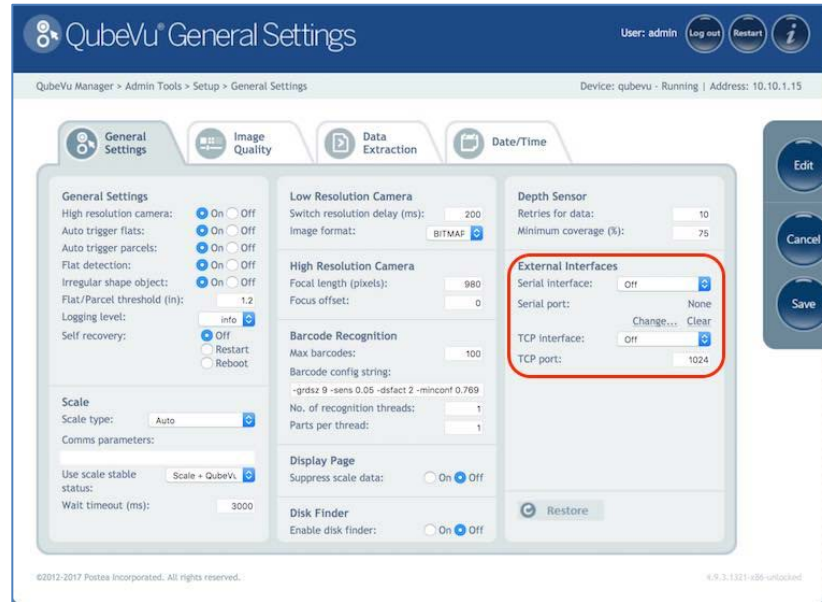 QubeVu® General Settings
User: admin
Log out
Restart
i
QubeVu Manager > Admin Tools > Setup > General Settings
Device: qubevu - Running | Address: 10.10.1.15
General Settings
Image Quality
Data Extraction
Date/Time
Edit
Cancel
Save
General Settings
High resolution camera: On Off
Auto trigger flats: On Off
Auto trigger parcels: On Off
Flat detection: On Off
Irregular shape object: On Off
Flat/Parcel threshold (in): 1.2
Logging level: info
Self recovery: Off
Restart
Reboot
Scale
Scale type: Auto
Comms parameters:
Use scale stable status: Scale + QubeVu
Wait timeout (ms): 3000
Low Resolution Camera
Switch resolution delay (ms): 200
Image format: BITMAP
High Resolution Camera
Focal length (pixels): 980
Focus offset: 0
Barcode Recognition
Max barcodes: 100
Barcode config string:
-grdsz 9 -sens 0.05 -dsfact 2 -minconf 0.769
No. of recognition threads: 1
Parts per thread: 1
Display Page
Suppress scale data: On Off
Disk Finder
Enable disk finder: On Off
Depth Sensor
Retries for data: 10
Minimum coverage (%): 75
External Interfaces
Serial interface: Off
Serial port: None
Change... Clear
TCP interface: Off
TCP port: 1024
Restore
©2012-2017 Postea Incorporated. All rights reserved.
4.9.3.1321-x86-unlocked